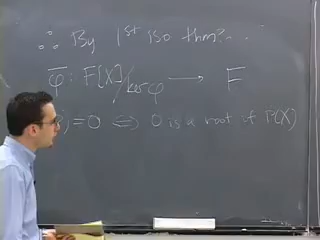 ∴ By 1st iso thm?...
φ̄: F[X]/ker φ ⟶ F
) = 0 ⟺ 0 is a root of P(X)